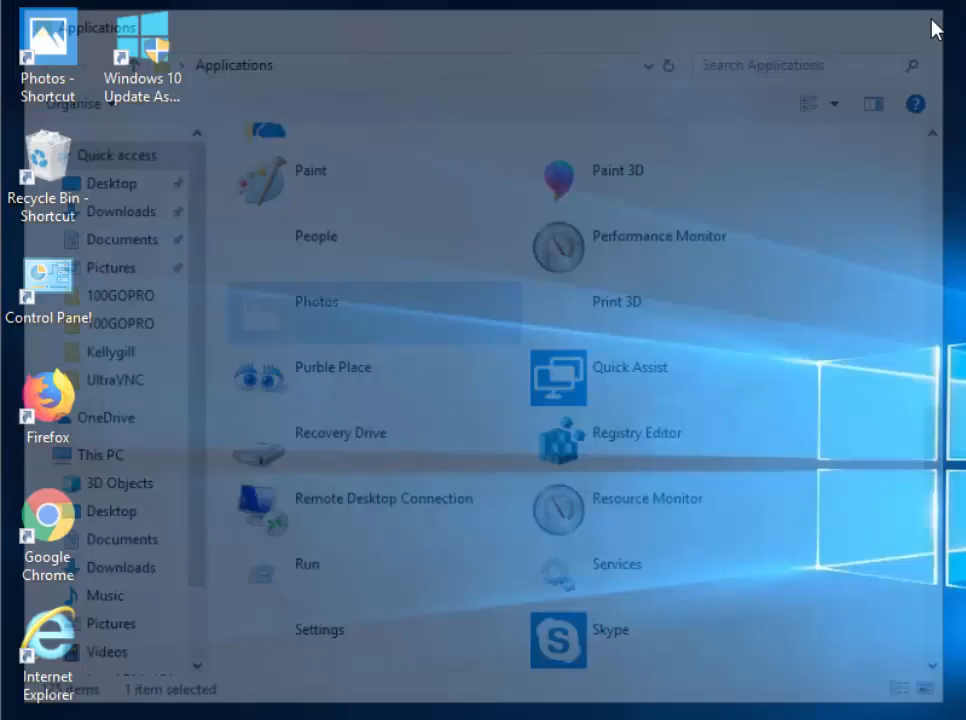 Applications
Photos -
Shortcut
Windows 10
Update As...
Applications
Search Applications
Organise
Quick access
Desktop
Downloads
Documents
Pictures
100GOPRO
100GOPRO
Kellygill
UltraVNC
OneDrive
This PC
3D Objects
Desktop
Documents
Downloads
Music
Pictures
Videos
Recycle Bin -
Shortcut
Control Panel
Firefox
Google
Chrome
Internet
Explorer
Paint
Paint 3D
People
Performance Monitor
Photos
Print 3D
Purble Place
Quick Assist
Recovery Drive
Registry Editor
Remote Desktop Connection
Resource Monitor
Run
Services
Settings
Skype
items
1 item selected